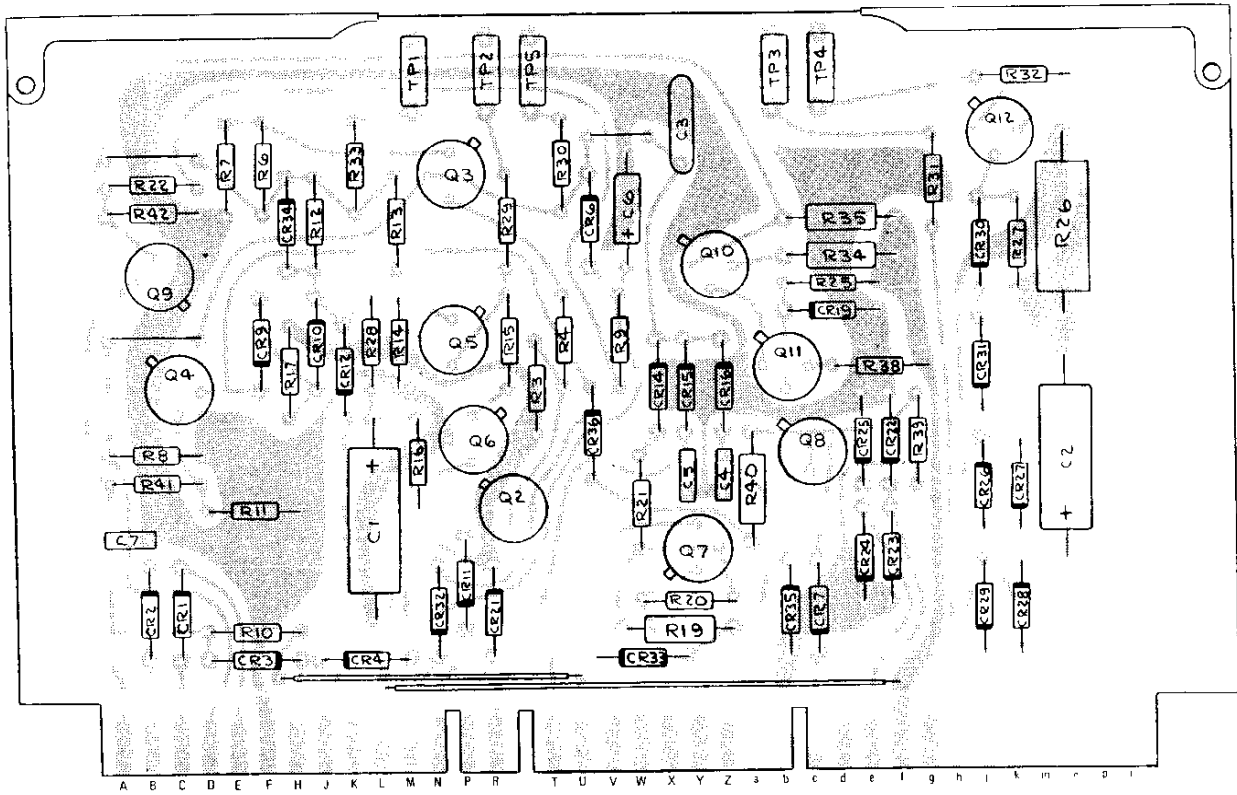 TP1 TP2 TP5 TP3 TP4
R32
Q12
C3
R7 R6 R33 Q3 R30 R31
R22
R42
CR34 R12 R13 R29 CR6 + C6 R35
CR30 R27 R26
Q9 Q10 R34
R25
CR19
CR9 CR10 R28 R14 Q5 R15 R4 R9
R17 CR12 R3 CR14 CR15 CR16 Q11 R38 CR31
Q4
CR36
Q6 Q8 CR25 CR22 R39
R8 R16 C5 C4 R40 CR26 CR27 C2 +
R41
R11 C1 + Q2 R21
C7 Q7 CR24 CR23
CR2 CR1 CR32 CR11 CR21 R20 CR35 CR7 CR29 CR28
R10 R19
CR3 CR4 CR33
A B C D E F H J K L M N P R T U V W X Y Z a b c d e f g h j k m n p r